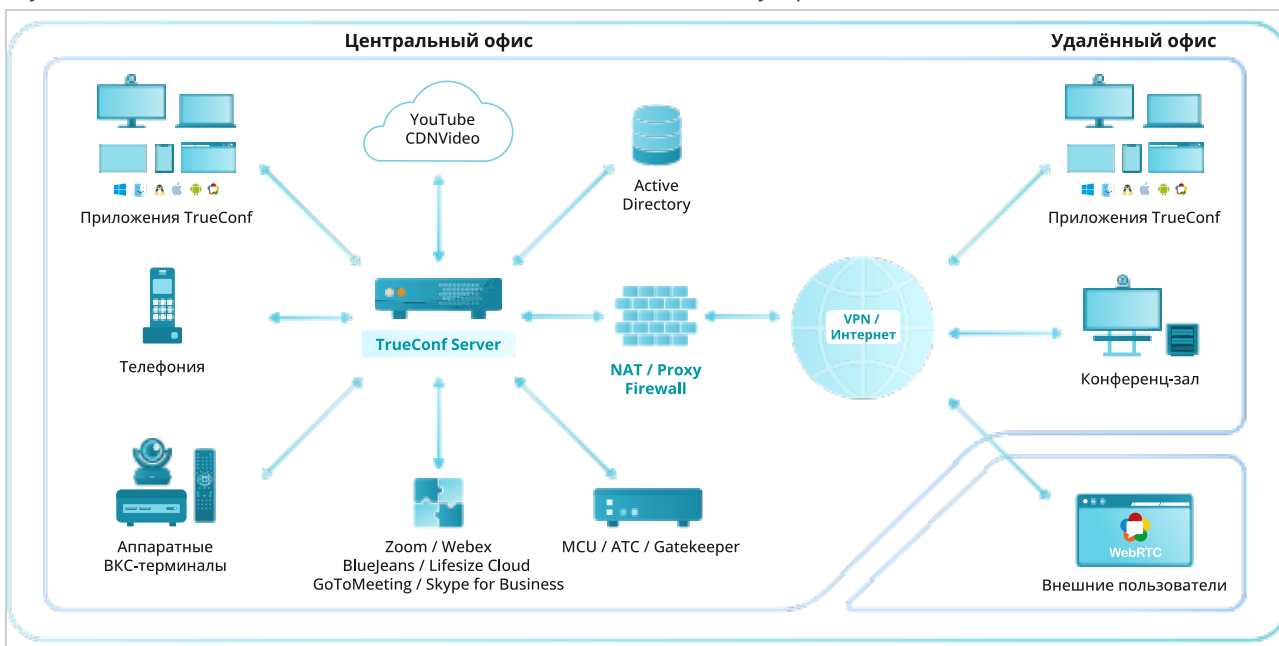 Центральный офис
Удалённый офис
YouTube
CDNVideo
Active
Directory
Приложения TrueConf
Приложения TrueConf
TrueConf Server
NAT / Proxy
Firewall
VPN /
Интернет
Телефония
Конференц-зал
Аппаратные
ВКС-терминалы
Zoom / Webex
BlueJeans / Lifesize Cloud
GoToMeeting / Skype for Business
MCU / АТС / Gatekeeper
WebRTC
Внешние пользователи